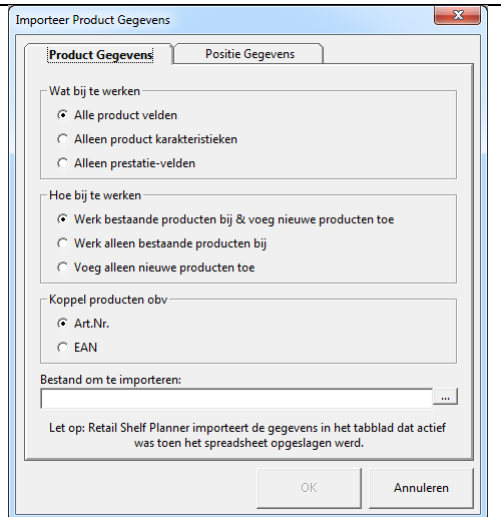 Importeer Product Gegevens
Product Gegevens
Positie Gegevens
Wat bij te werken
Alle product velden
Alleen product karakteristieken
Alleen prestatie-velden
Hoe bij te werken
Werk bestaande producten bij & voeg nieuwe producten toe
Werk alleen bestaande producten bij
Voeg alleen nieuwe producten toe
Koppel producten obv
Art.Nr.
EAN
Bestand om te importeren:
...
Let op: Retail Shelf Planner importeert de gegevens in het tabblad dat actief
was toen het spreadsheet opgeslagen werd.
OK
Annuleren